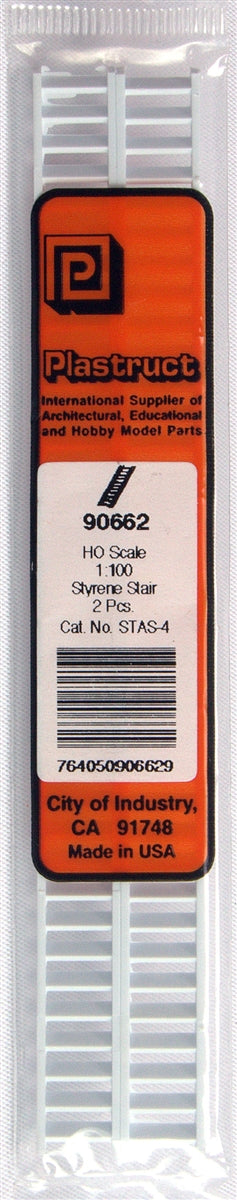 P
Plastruct
International Supplier of
Architectural, Educational
and Hobby Model Parts
90662
HO Scale
1:100
Styrene Stair
2 Pcs.
Cat. No. STAS-4
764050906629
City of Industry,
CA 91748
Made in USA